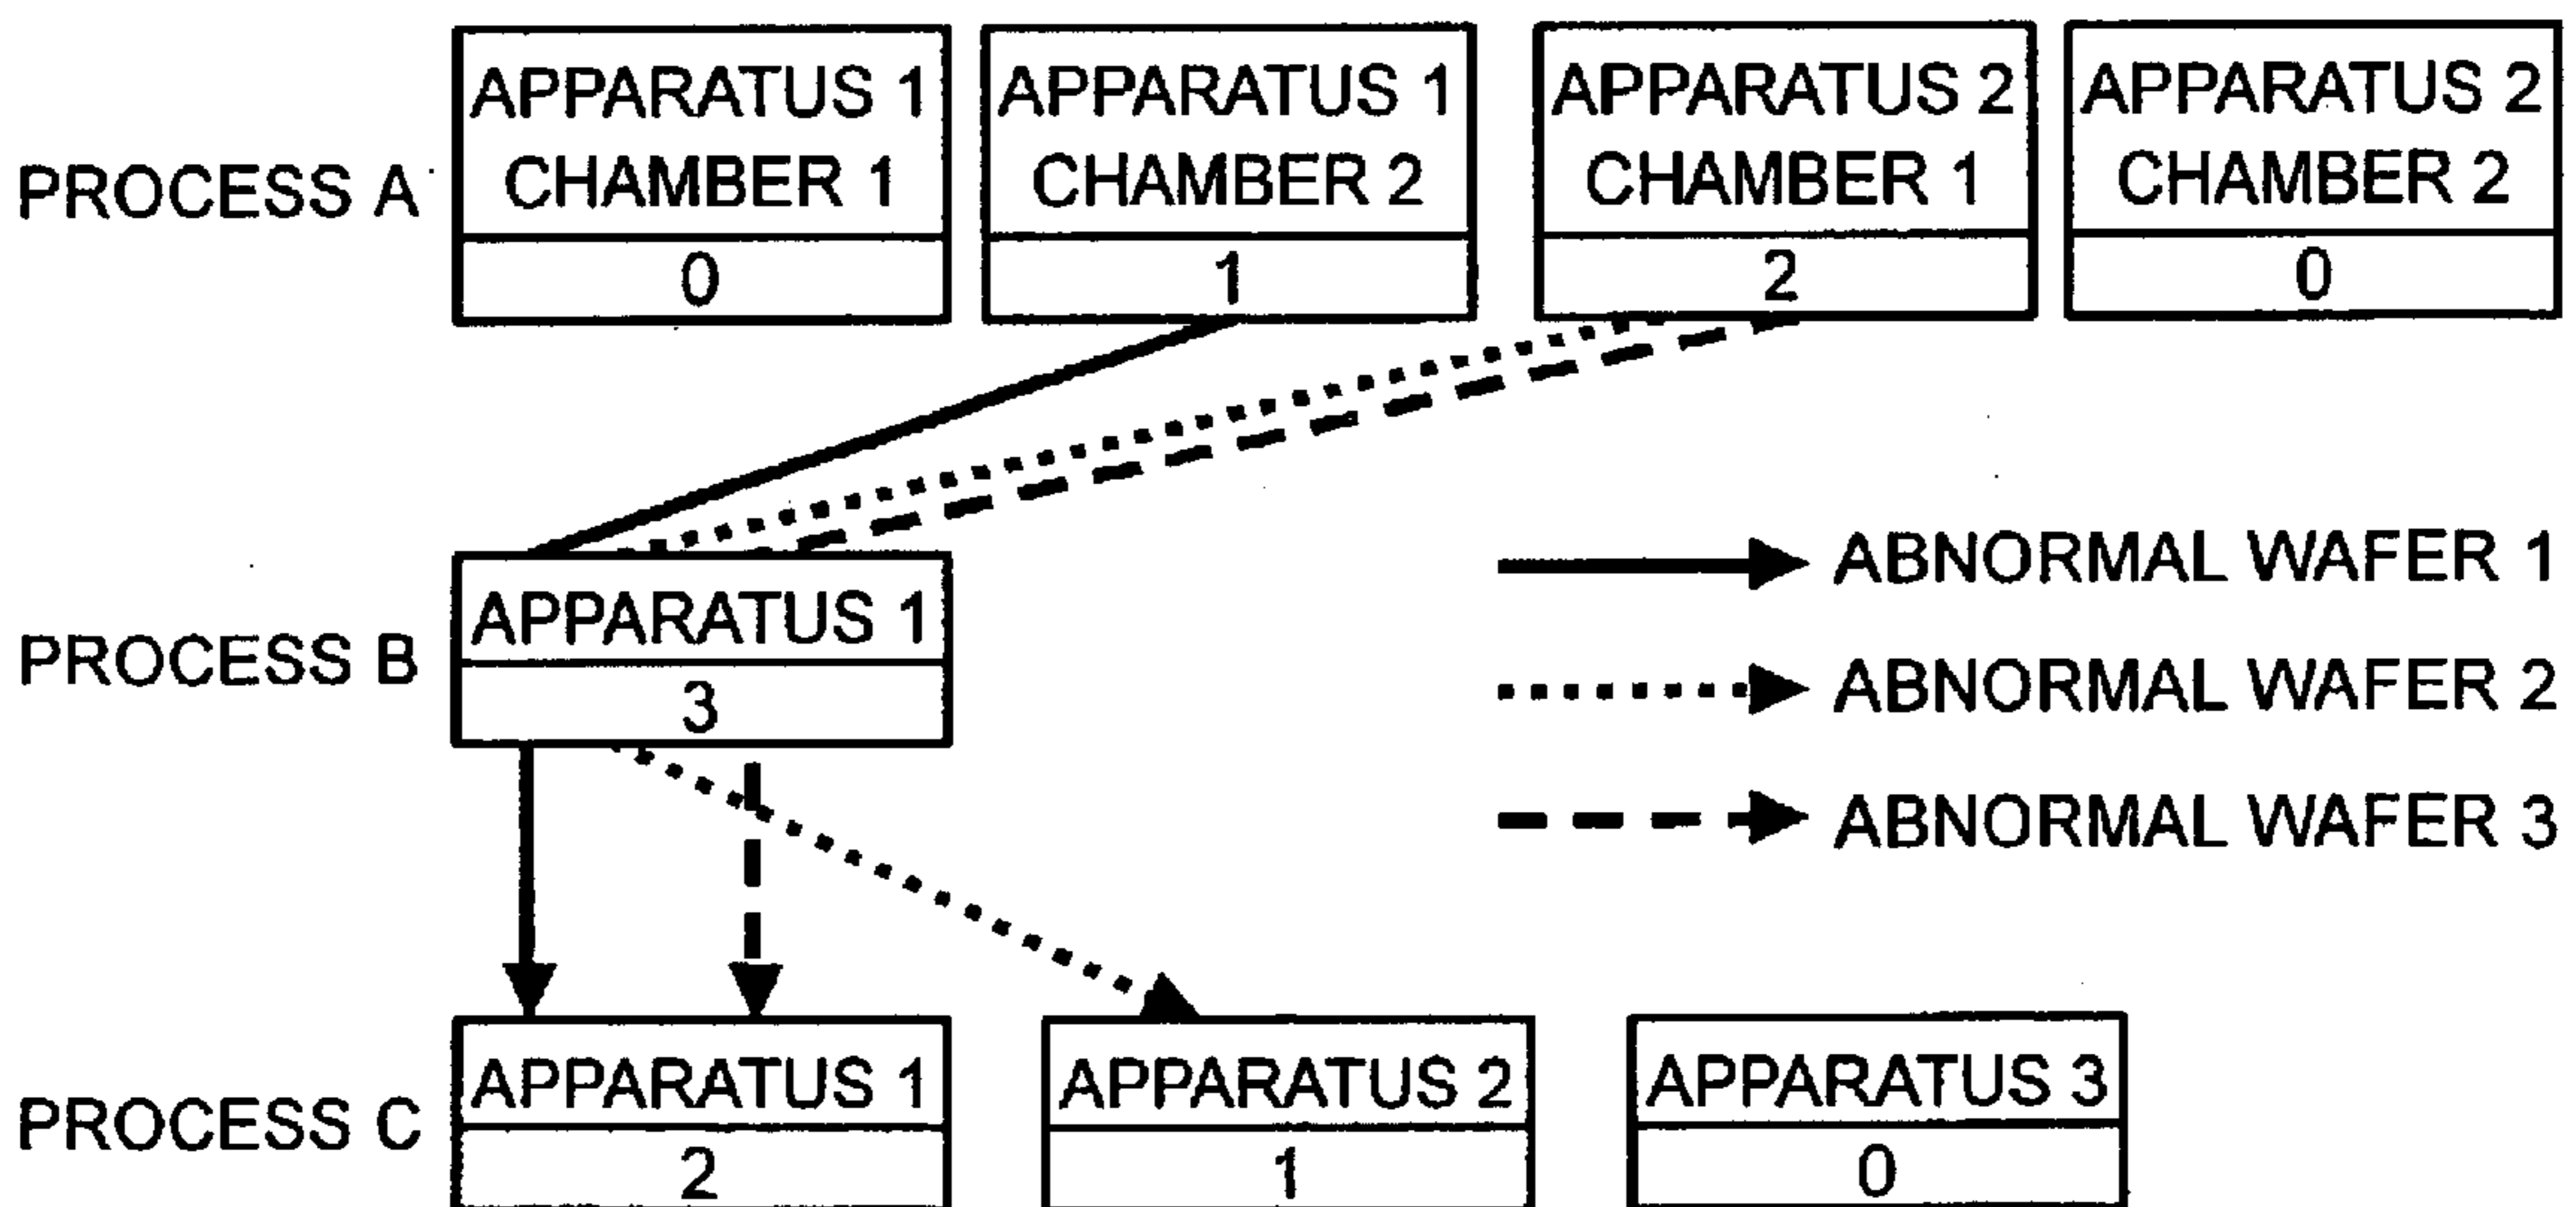 APPARATUS 1
CHAMBER 1
0
APPARATUS 1
CHAMBER 2
1
APPARATUS 2
CHAMBER 1
2
APPARATUS 2
CHAMBER 2
0
PROCESS A
PROCESS B
APPARATUS 1
3
ABNORMAL WAFER 1
ABNORMAL WAFER 2
ABNORMAL WAFER 3
PROCESS C
APPARATUS 1
2
APPARATUS 2
1
APPARATUS 3
0